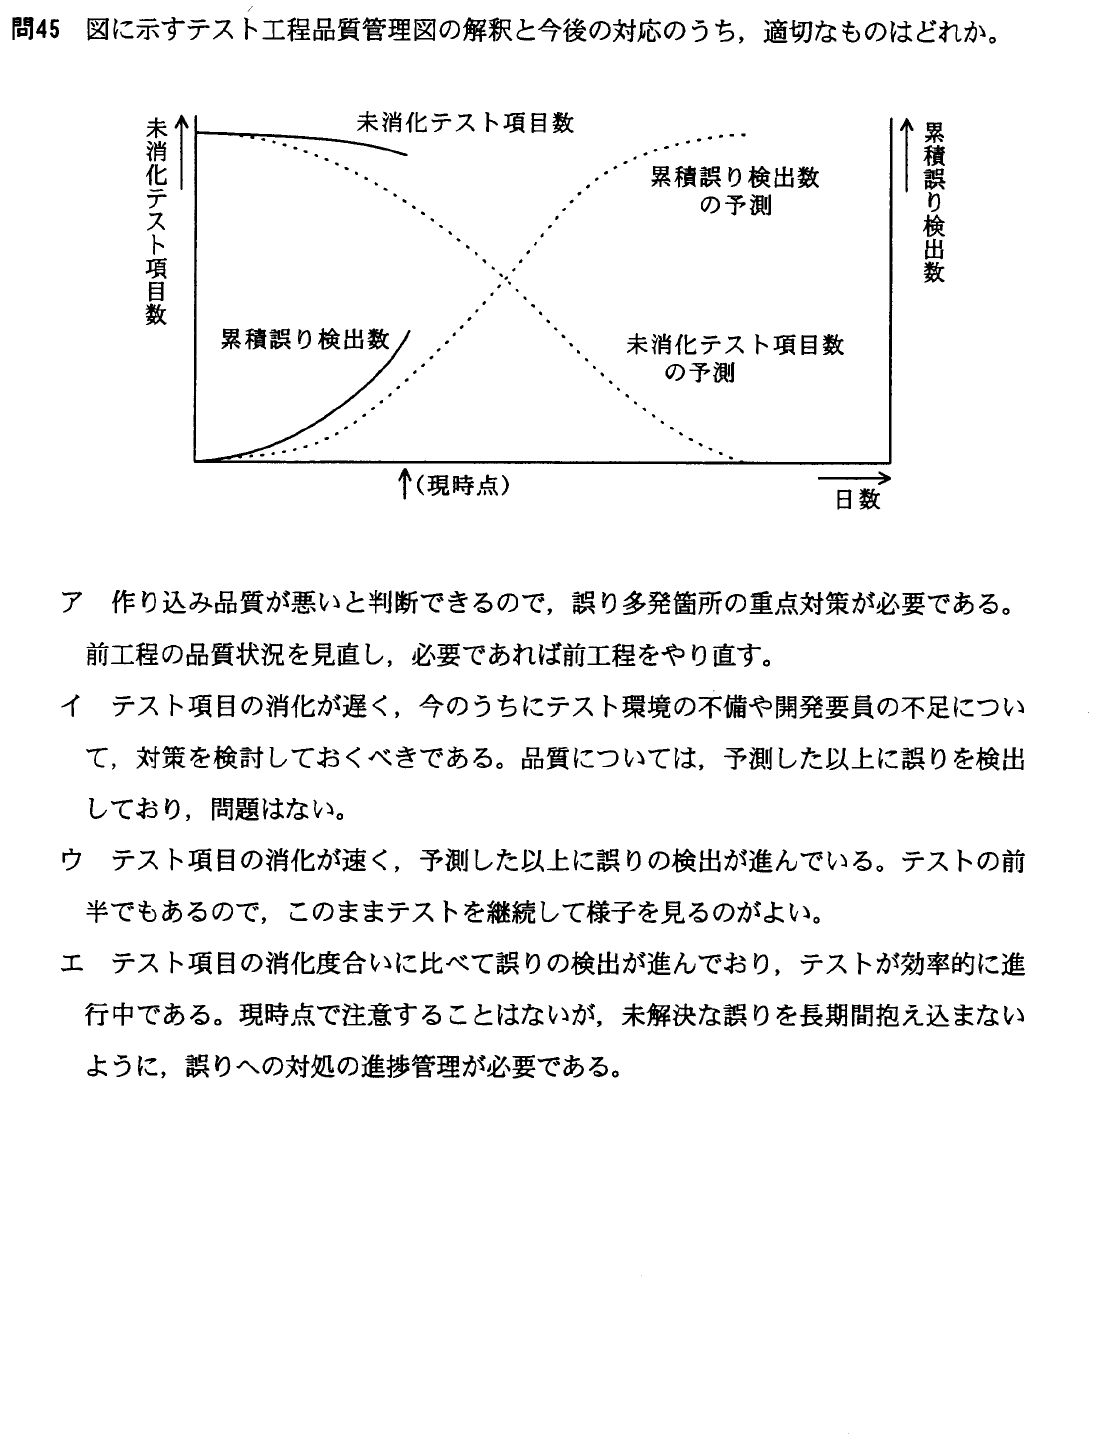 問45 図に示すテスト工程品質管理図の解釈と今後の対応のうち，適切なものはどれか。
未消化テスト項目数
未消化テスト項目数
累積誤り検出数
の予測
累積誤り検出数
累積誤り検出数
未消化テスト項目数
の予測
(現時点)
日数
ア 作り込み品質が悪いと判断できるので，誤り多発箇所の重点対策が必要である。
前工程の品質状況を見直し，必要であれば前工程をやり直す。
イ テスト項目の消化が遅く，今のうちにテスト環境の不備や開発要員の不足につい
て，対策を検討しておくべきである。品質については，予測した以上に誤りを検出
しており，問題はない。
ウ テスト項目の消化が速く，予測した以上に誤りの検出が進んでいる。テストの前
半でもあるので，このままテストを継続して様子を見るのがよい。
エ テスト項目の消化度合いに比べて誤りの検出が進んでおり，テストが効率的に進
行中である。現時点で注意することはないが，未解決な誤りを長期間抱え込まない
ように，誤りへの対処の進捗管理が必要である。